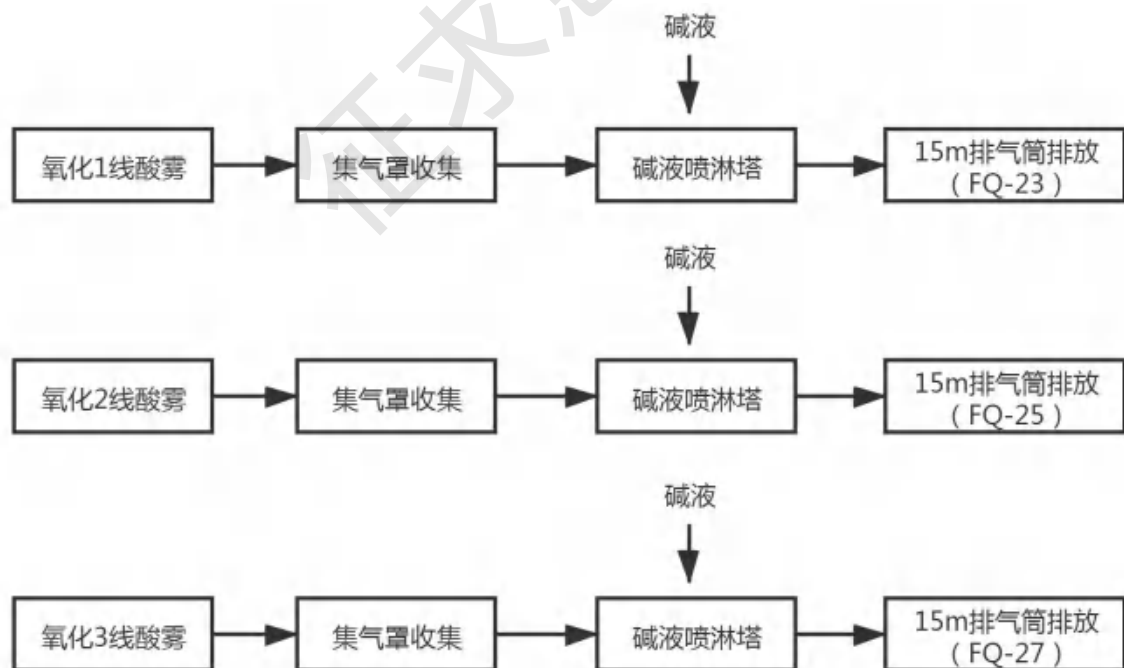 碱液
氧化1线酸雾
集气罩收集
碱液喷淋塔
15m排气筒排放
（FQ-23）
碱液
氧化2线酸雾
集气罩收集
碱液喷淋塔
15m排气筒排放
（FQ-25）
碱液
氧化3线酸雾
集气罩收集
碱液喷淋塔
15m排气筒排放
（FQ-27）
征求